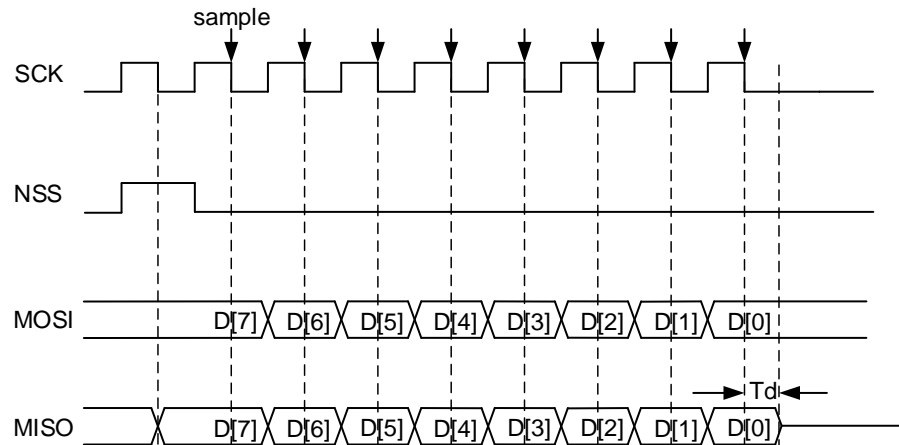 sample
SCK
NSS
MOSI D[7] D[6] D[5] D[4] D[3] D[2] D[1] D[0]
Td
MISO D[7] D[6] D[5] D[4] D[3] D[2] D[1] D[0]